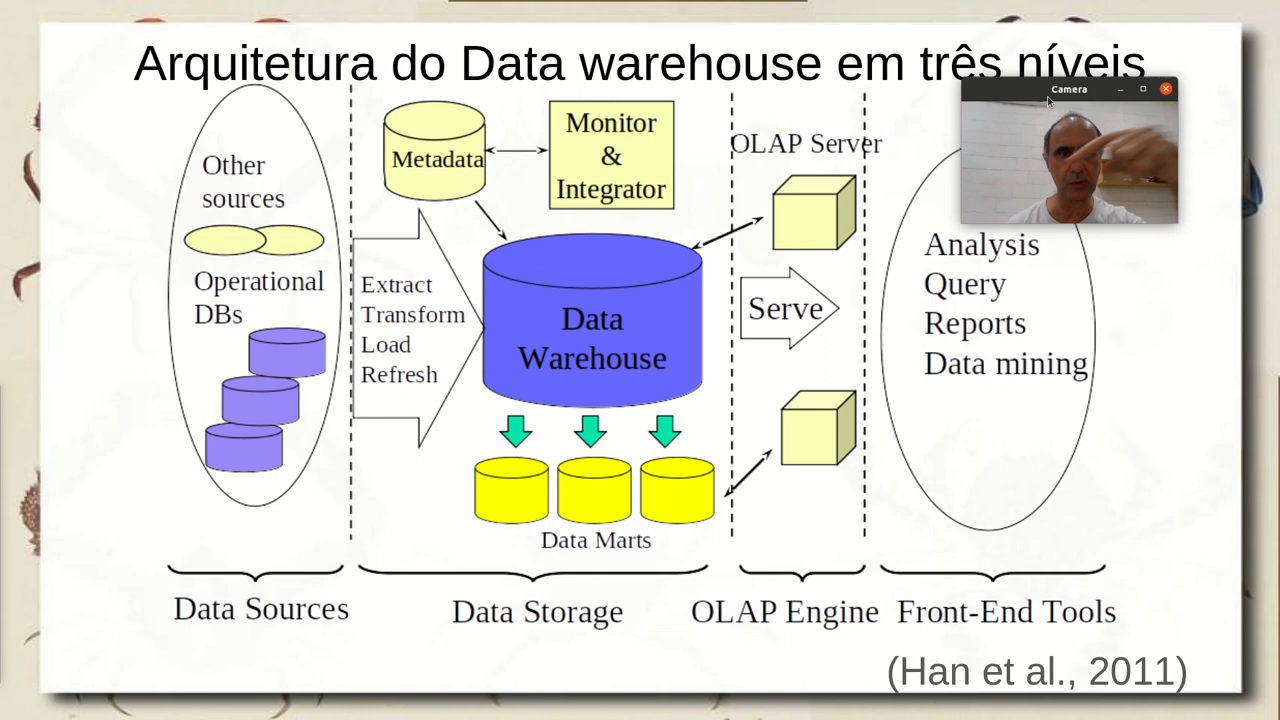 Arquitetura do Data warehouse em três níveis
Camera
Other
sources
Operational
DBs
Metadata
Monitor
&
Integrator
OLAP Server
Extract
Transform
Load
Refresh
Data
Warehouse
Serve
Analysis
Query
Reports
Data mining
Data Marts
Data Sources
Data Storage
OLAP Engine
Front-End Tools
(Han et al., 2011)